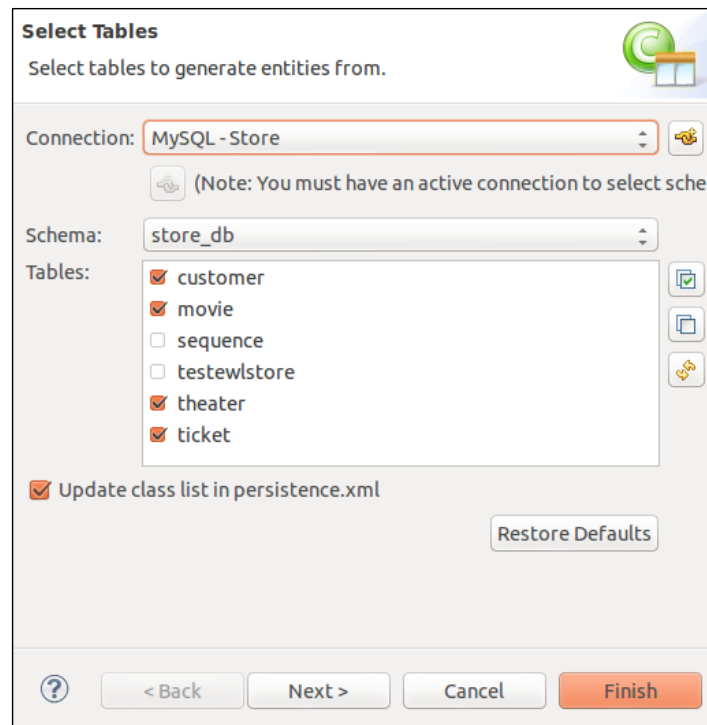 Select Tables
Select tables to generate entities from.
Connection: MySQL - Store
(Note: You must have an active connection to select sche
Schema: store_db
Tables: customer
movie
sequence
testewlstore
theater
ticket
Update class list in persistence.xml
Restore Defaults
? < Back Next > Cancel Finish